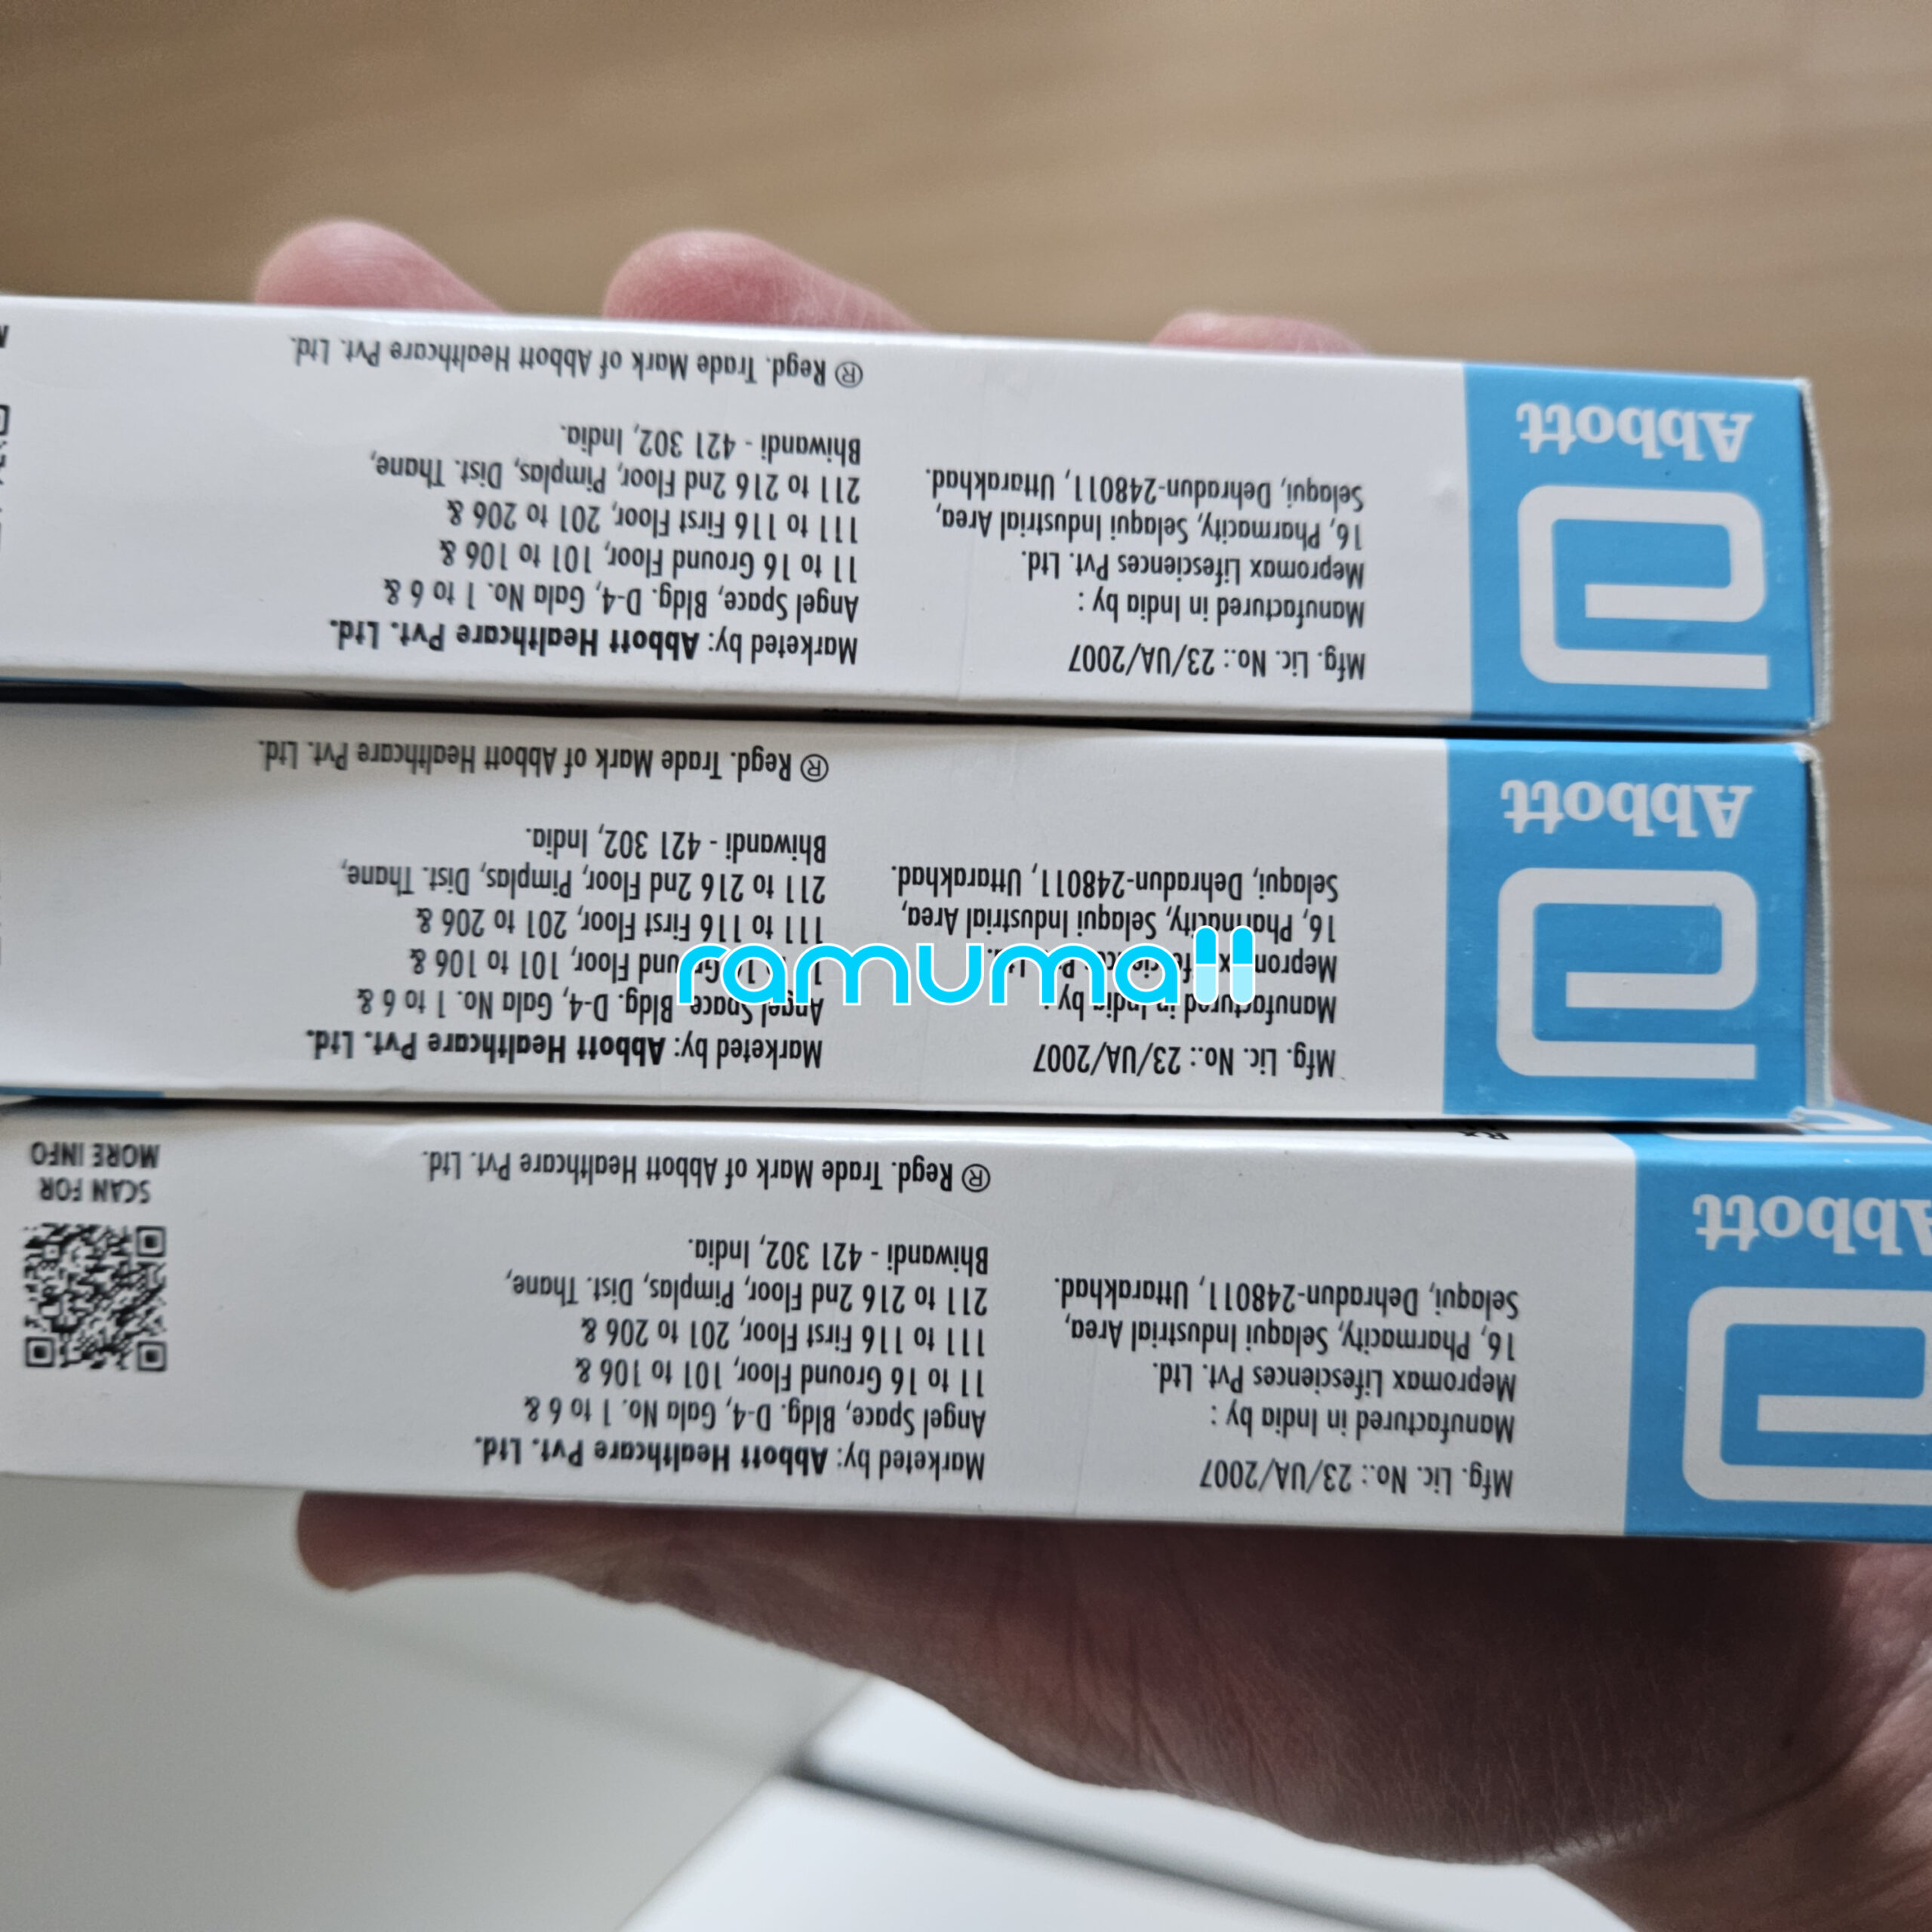 Abbott
Mfg. Lic. No.: 23/UA/2007
Manufactured in India by :
Mepromax Lifesciences Pvt. Ltd.
16, Pharmacity, Selaqui Industrial Area,
Selaqui, Dehradun-248011, Uttarakhad.
Marketed by: Abbott Healthcare Pvt. Ltd.
Angel Space, Bldg. D-4, Gala No. 1 to 6 &
11 to 16 Ground Floor, 101 to 106 &
111 to 116 First Floor, 201 to 206 &
211 to 216 2nd Floor, Pimplas, Dist. Thane,
Bhiwandi - 421 302, India.
® Regd. Trade Mark of Abbott Healthcare Pvt. Ltd.
SCAN FOR
MORE INFO
Abbott
Mfg. Lic. No.: 23/UA/2007
Manufactured in India by :
Mepromax Pvt. Ltd.
16, Pharmacity, Selaqui Industrial Area,
Selaqui, Dehradun-248011, Uttarakhad.
Marketed by: Abbott Healthcare Pvt. Ltd.
Angel Space, Bldg. D-4, Gala No. 1 to 6 &
Ground Floor, 101 to 106 &
111 to 116 First Floor, 201 to 206 &
211 to 216 2nd Floor, Pimplas, Dist. Thane,
Bhiwandi - 421 302, India.
® Regd. Trade Mark of Abbott Healthcare Pvt. Ltd.
ramumall
Abbott
Mfg. Lic. No.: 23/UA/2007
Manufactured in India by :
Mepromax Lifesciences Pvt. Ltd.
16, Pharmacity, Selaqui Industrial Area,
Selaqui, Dehradun-248011, Uttarakhad.
Marketed by: Abbott Healthcare Pvt. Ltd.
Angel Space, Bldg. D-4, Gala No. 1 to 6 &
11 to 16 Ground Floor, 101 to 106 &
111 to 116 First Floor, 201 to 206 &
211 to 216 2nd Floor, Pimplas, Dist. Thane,
Bhiwandi - 421 302, India.
® Regd. Trade Mark of Abbott Healthcare Pvt. Ltd.